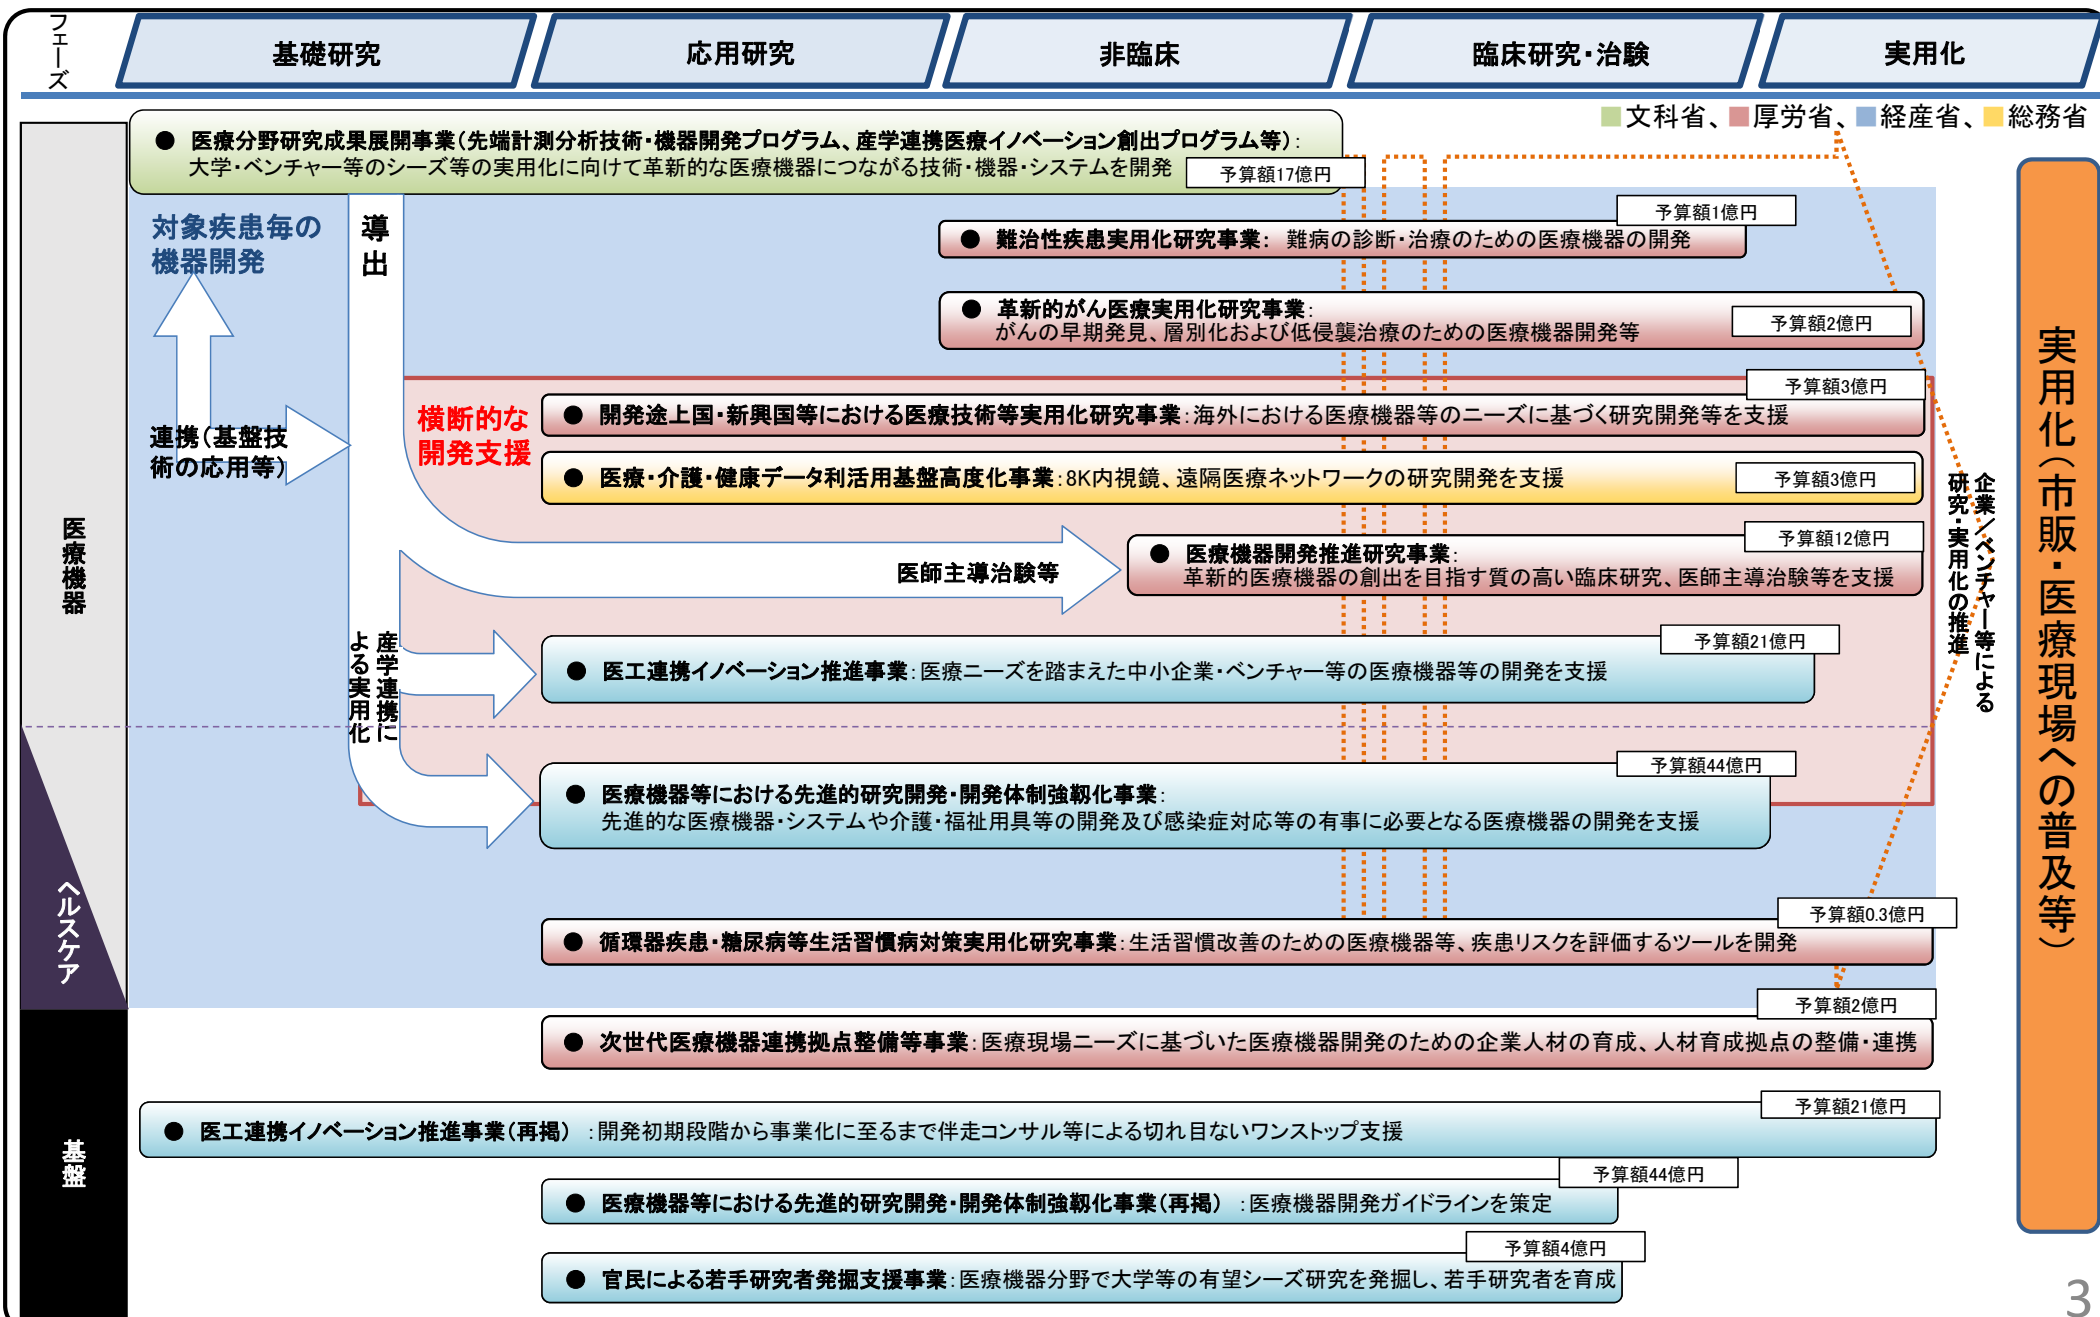 フェーズ
基礎研究
応用研究
非臨床
臨床研究・治験
実用化
■文科省、■厚労省、■経産省、■総務省
● 医療分野研究成果展開事業(先端計測分析技術・機器開発プログラム、産学連携医療イノベーション創出プログラム等):
大学・ベンチャー等のシーズ等の実用化に向けて革新的な医療機器につながる技術・機器・システムを開発
予算額17億円
対象疾患毎の
機器開発
導出
予算額1億円
● 難治性疾患実用化研究事業: 難病の診断・治療のための医療機器の開発
● 革新的がん医療実用化研究事業:
がんの早期発見、層別化および低侵襲治療のための医療機器開発等
予算額2億円
連携(基盤技
術の応用等)
横断的な
開発支援
予算額3億円
● 開発途上国・新興国等における医療技術等実用化研究事業:海外における医療機器等のニーズに基づく研究開発等を支援
● 医療・介護・健康データ利活用基盤高度化事業:8K内視鏡、遠隔医療ネットワークの研究開発を支援
予算額3億円
医師主導治験等
予算額12億円
● 医療機器開発推進研究事業:
革新的医療機器の創出を目指す質の高い臨床研究、医師主導治験等を支援
産学連携に
よる実用化
予算額21億円
● 医工連携イノベーション推進事業:医療ニーズを踏まえた中小企業・ベンチャー等の医療機器等の開発を支援
予算額44億円
● 医療機器等における先進的研究開発・開発体制強靱化事業:
先進的な医療機器・システムや介護・福祉用具等の開発及び感染症対応等の有事に必要となる医療機器の開発を支援
予算額0.3億円
● 循環器疾患・糖尿病等生活習慣病対策実用化研究事業:生活習慣改善のための医療機器等、疾患リスクを評価するツールを開発
企業/ベンチャー等による
研究・実用化の推進
実用化(市販・医療現場への普及等)
医療機器
ヘルスケア
基盤
予算額2億円
● 次世代医療機器連携拠点整備等事業:医療現場ニーズに基づいた医療機器開発のための企業人材の育成、人材育成拠点の整備・連携
予算額21億円
● 医工連携イノベーション推進事業(再掲) :開発初期段階から事業化に至るまで伴走コンサル等による切れ目ないワンストップ支援
予算額44億円
● 医療機器等における先進的研究開発・開発体制強靱化事業(再掲) :医療機器開発ガイドラインを策定
予算額4億円
● 官民による若手研究者発掘支援事業:医療機器分野で大学等の有望シーズ研究を発掘し、若手研究者を育成
3